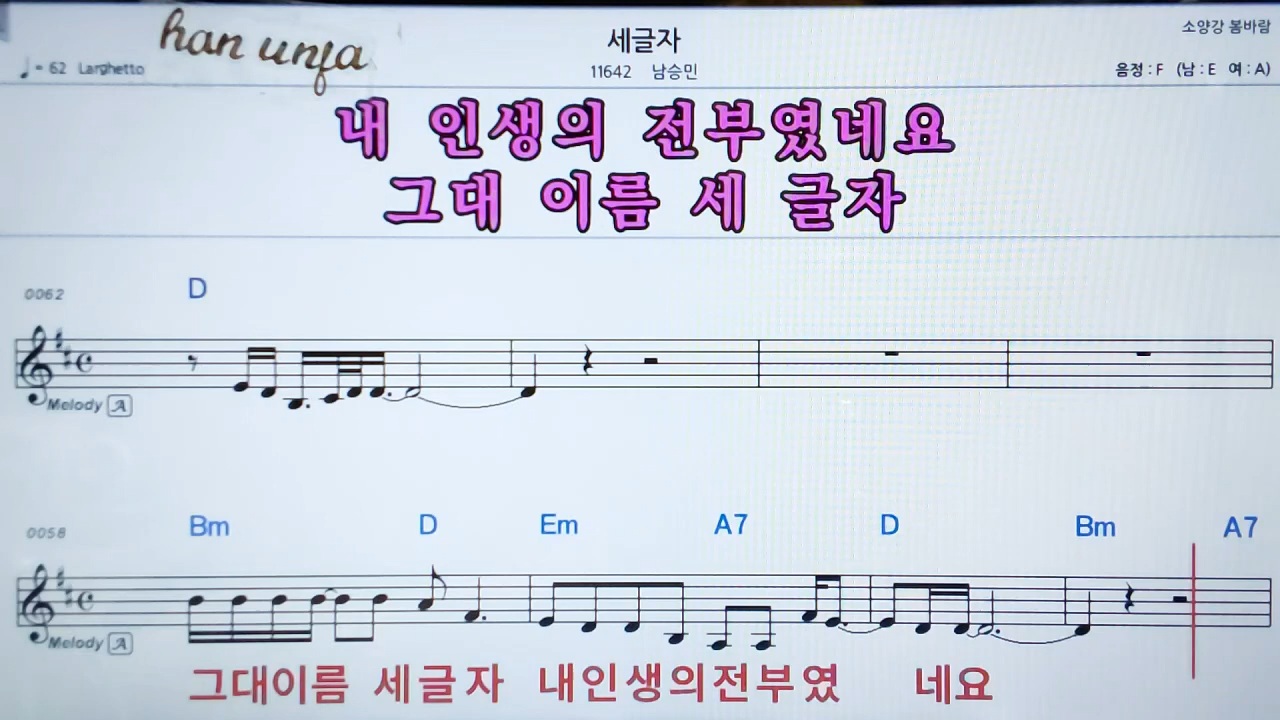 han unfa
세글자
소양강 봄바람
♩= 62 Larghetto
11642 남승민
음정 : F (남 : E 여 : A)
내 인생의 전부였네요
그대 이름 세 글자
0062 D
Melody A
0058 Bm D Em A7 D Bm A7
Melody A
그대이름 세글자 내인생의전부였 네요